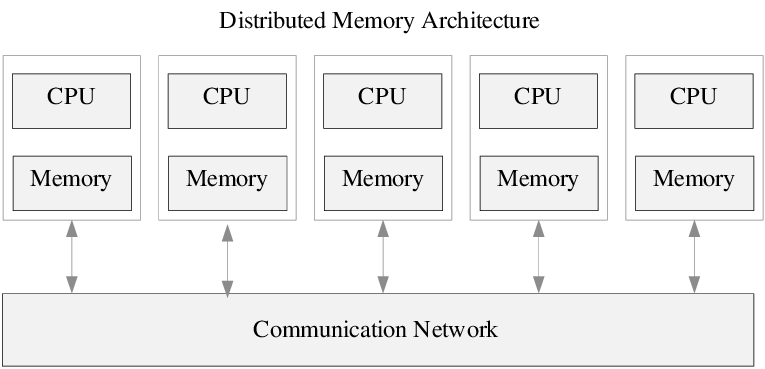 Distributed Memory Architecture
CPU CPU CPU CPU CPU
Memory Memory Memory Memory Memory
Communication Network